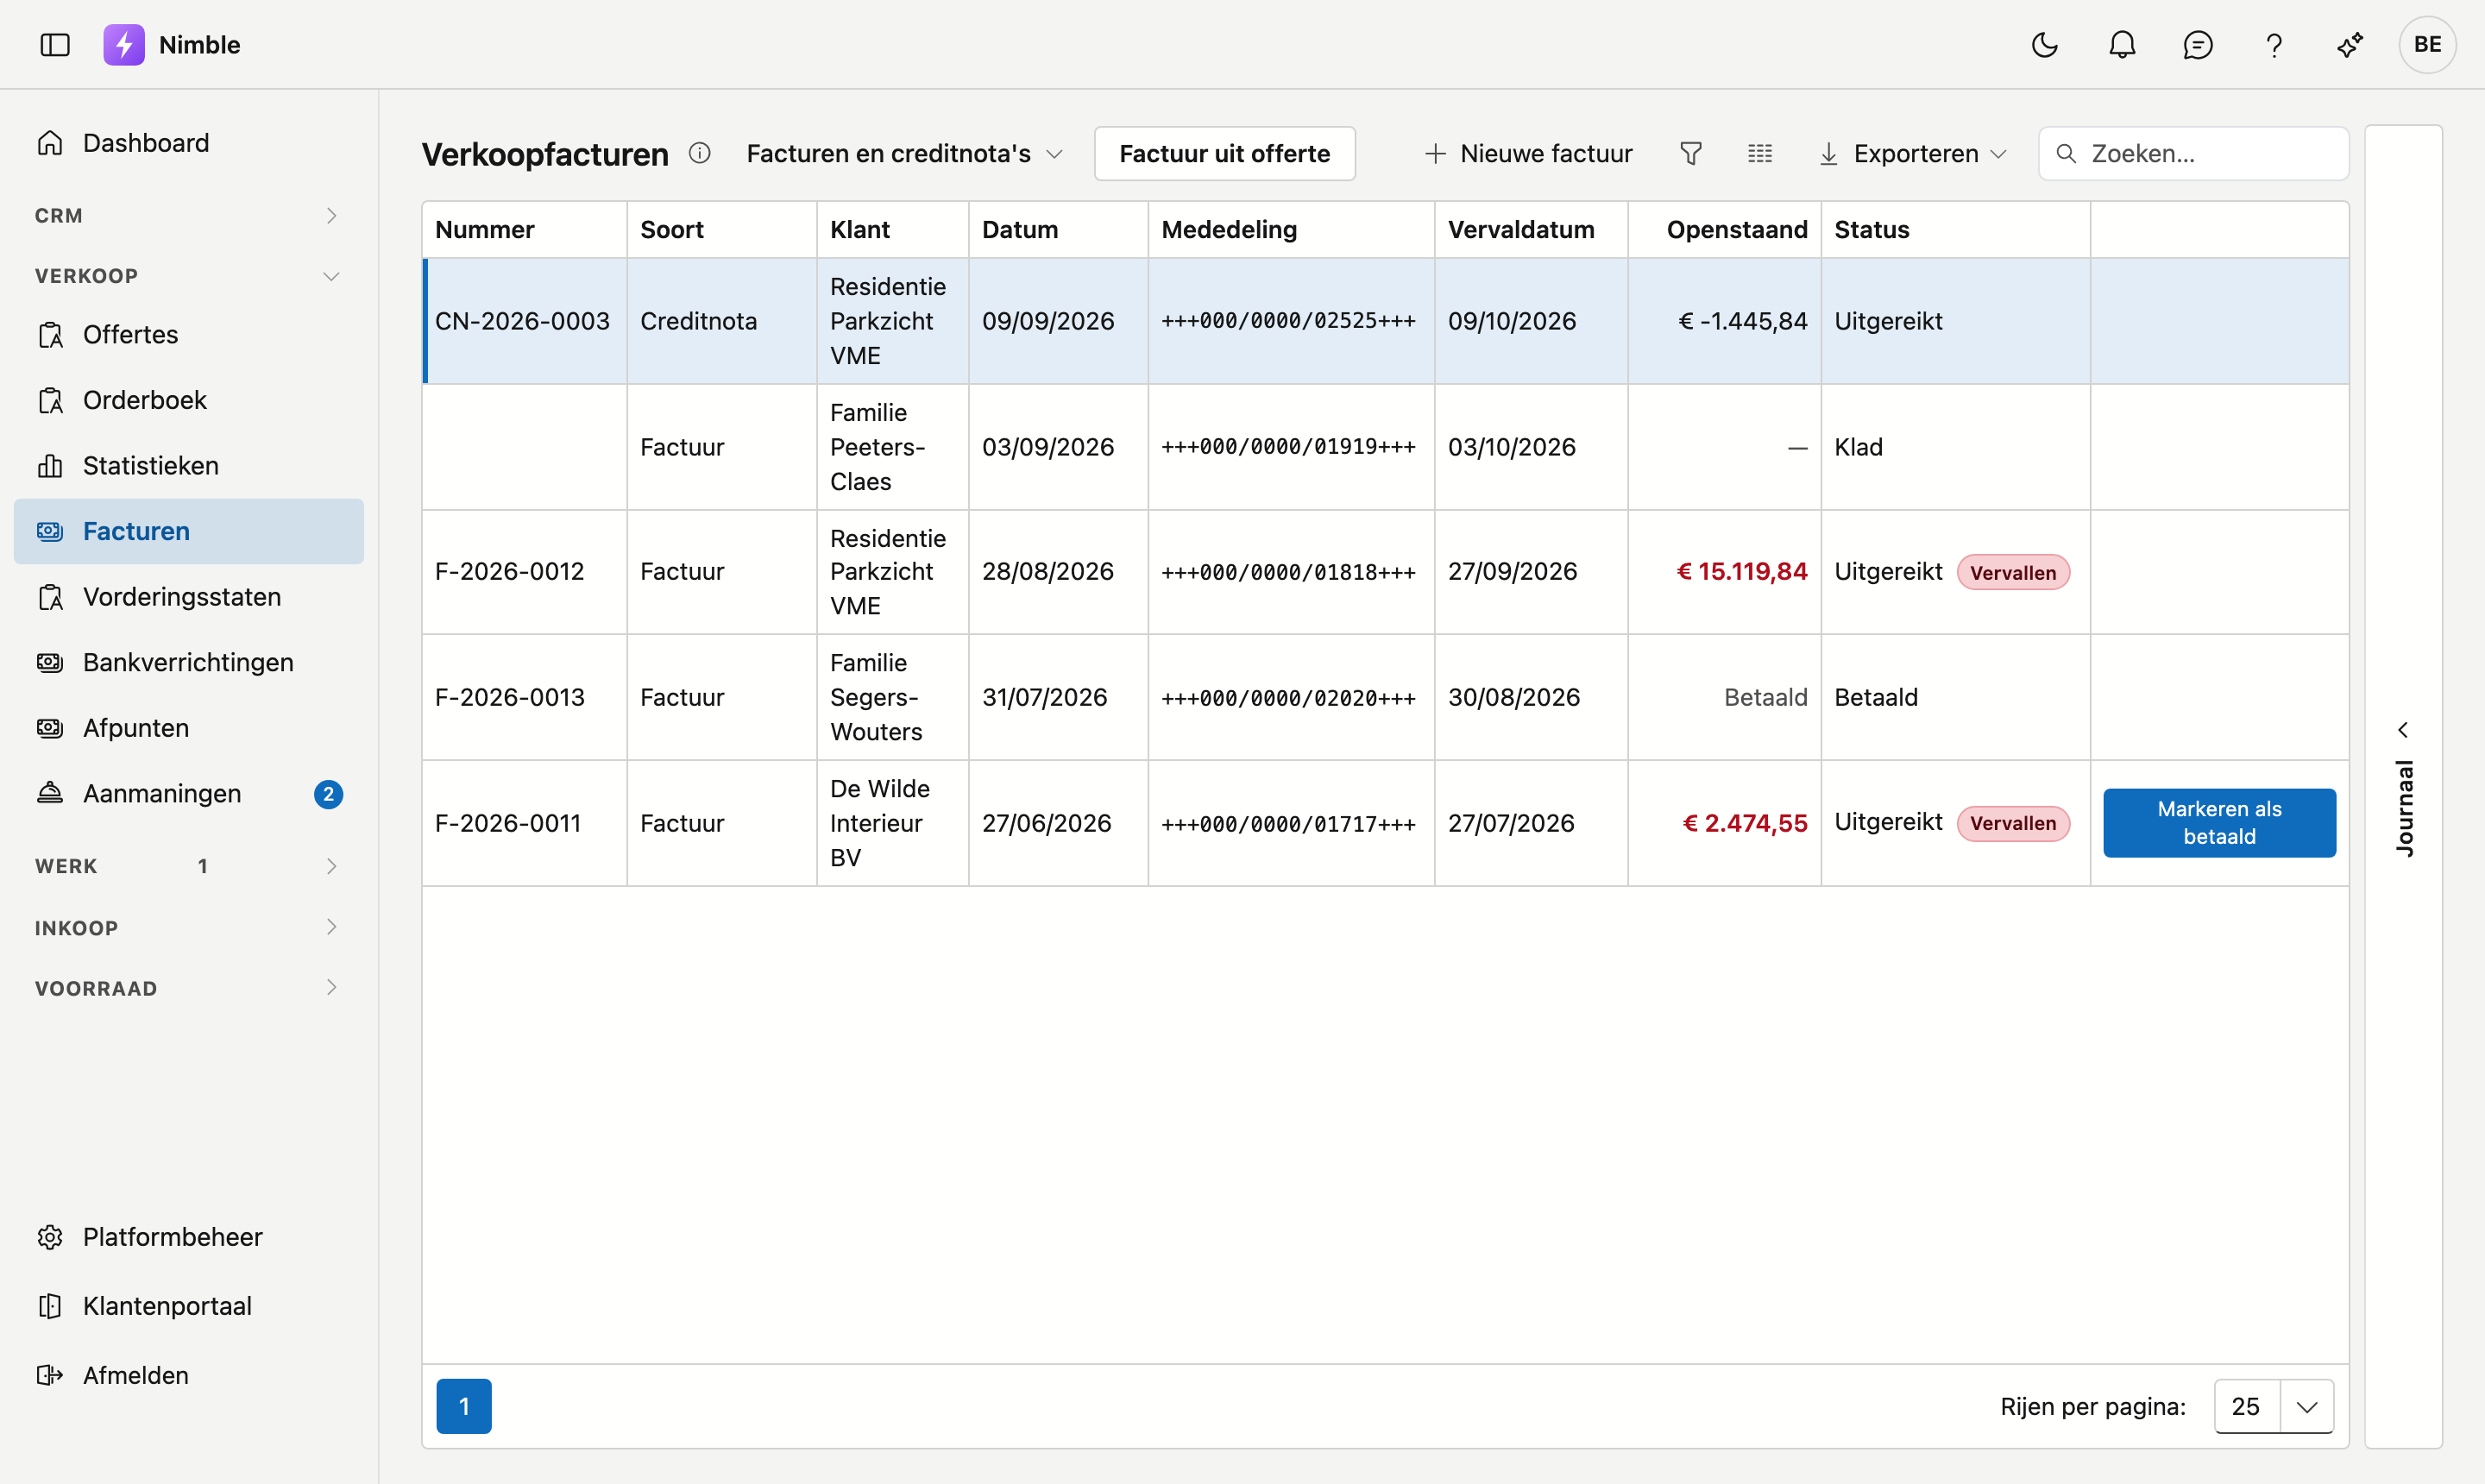 Nimble
BE
Dashboard
CRM
VERKOOP
Offertes
Orderboek
Statistieken
Facturen
Vorderingsstaten
Bankverrichtingen
Afpunten
Aanmaningen 2
WERK 1
INKOOP
VOORRAAD
Platformbeheer
Klantenportaal
Afmelden
Verkoopfacturen Facturen en creditnota's Factuur uit offerte Nieuwe factuur Exporteren Zoeken...
Nummer Soort Klant Datum Mededeling Vervaldatum Openstaand Status
CN-2026-0003 Creditnota Residentie Parkzicht VME 09/09/2026 +++000/0000/02525+++ 09/10/2026 € -1.445,84 Uitgereikt
Factuur Familie Peeters-Claes 03/09/2026 +++000/0000/01919+++ 03/10/2026 — Klad
F-2026-0012 Factuur Residentie Parkzicht VME 28/08/2026 +++000/0000/01818+++ 27/09/2026 € 15.119,84 Uitgereikt Vervallen
F-2026-0013 Factuur Familie Segers-Wouters 31/07/2026 +++000/0000/02020+++ 30/08/2026 Betaald Betaald
F-2026-0011 Factuur De Wilde Interieur BV 27/06/2026 +++000/0000/01717+++ 27/07/2026 € 2.474,55 Uitgereikt Vervallen Markeren als betaald
1
Rijen per pagina: 25
Journaal